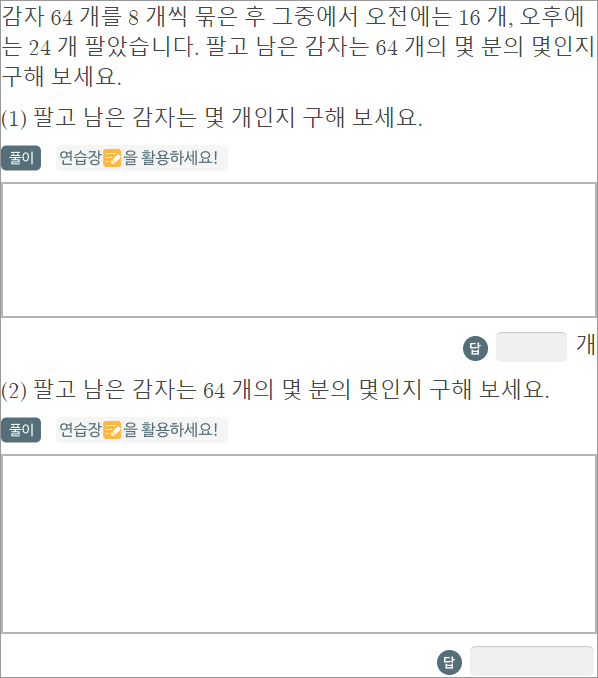 감자 64 개를 8 개씩 묶은 후 그중에서 오전에는 16 개, 오후에
는 24 개 팔았습니다. 팔고 남은 감자는 64 개의 몇 분의 몇인지
구해 보세요.
(1) 팔고 남은 감자는 몇 개인지 구해 보세요.
풀이 연습장을 활용하세요!
답 개
(2) 팔고 남은 감자는 64 개의 몇 분의 몇인지 구해 보세요.
풀이 연습장을 활용하세요!
답